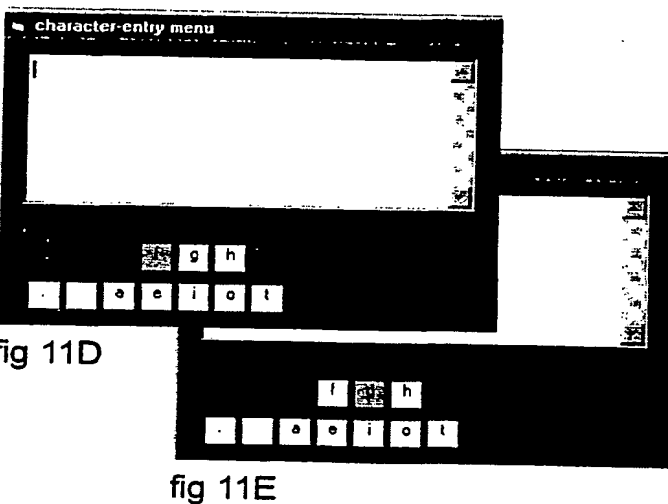 character-entry menu
g h
. a e i o t
fig 11D
f h
. a e i o t
fig 11E